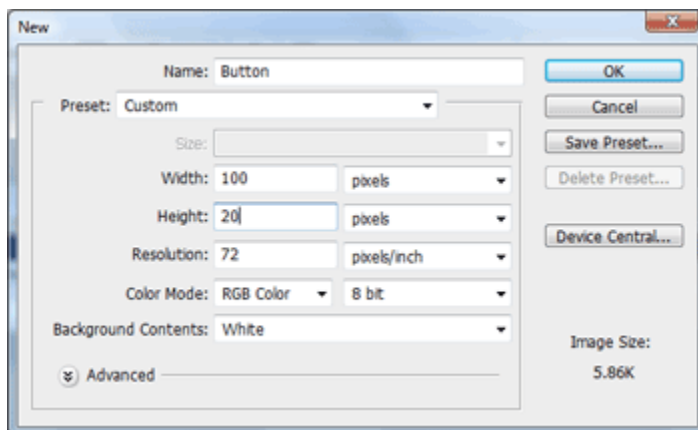 New
Name: Button
OK
Preset: Custom
Cancel
Size:
Save Preset...
Width: 100 pixels
Delete Preset...
Height: 20 pixels
Device Central...
Resolution: 72 pixels/inch
Color Mode: RGB Color 8 bit
Background Contents: White
Image Size:
Advanced
5.86K